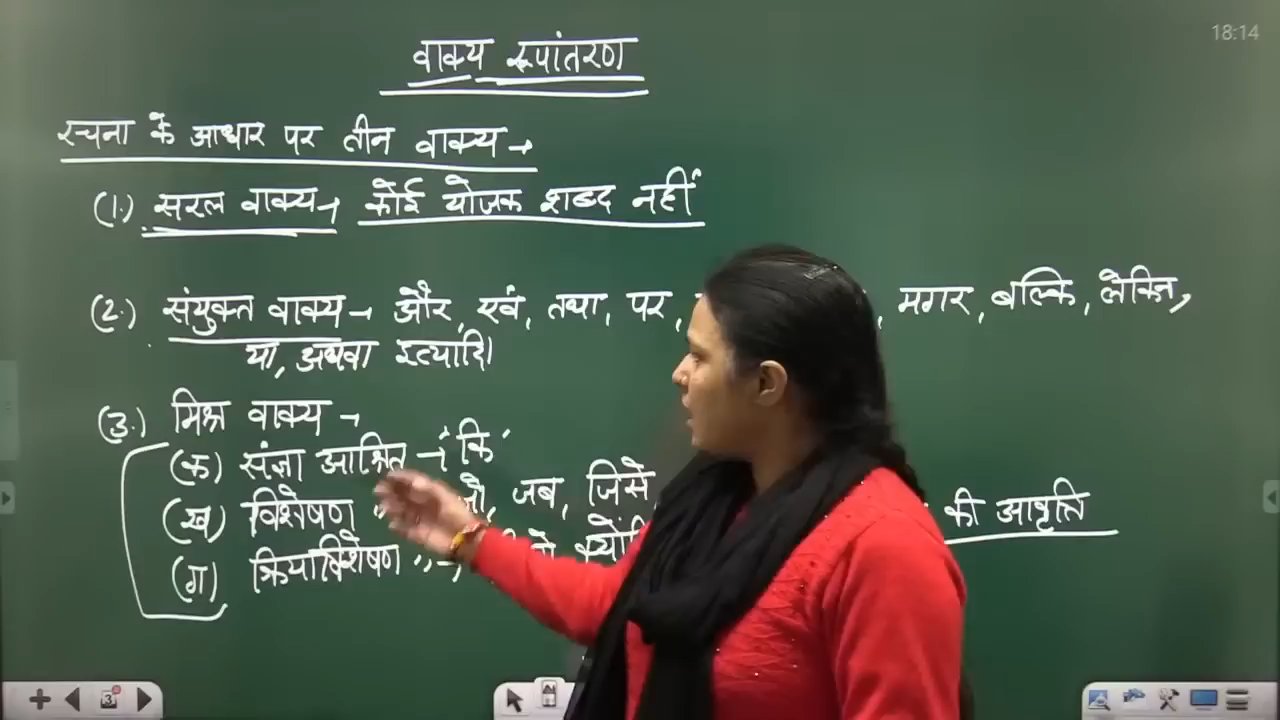 18:14
वाक्य रूपांतरण
रचना के आधार पर तीन वाक्य →
(1.) सरल वाक्य → कोई योजक शब्द नहीं
(2.) संयुक्त वाक्य → और, एवं, तथा, पर, मगर, बल्कि, लेकिन,
या, अथवा इत्यादि।
(3.) मिश्र वाक्य →
(क) संज्ञा आश्रित → 'कि'
(ख) विशेषण " जो, जब, जिसे की आवृत्ति
(ग) क्रियाविशेषण " →
3